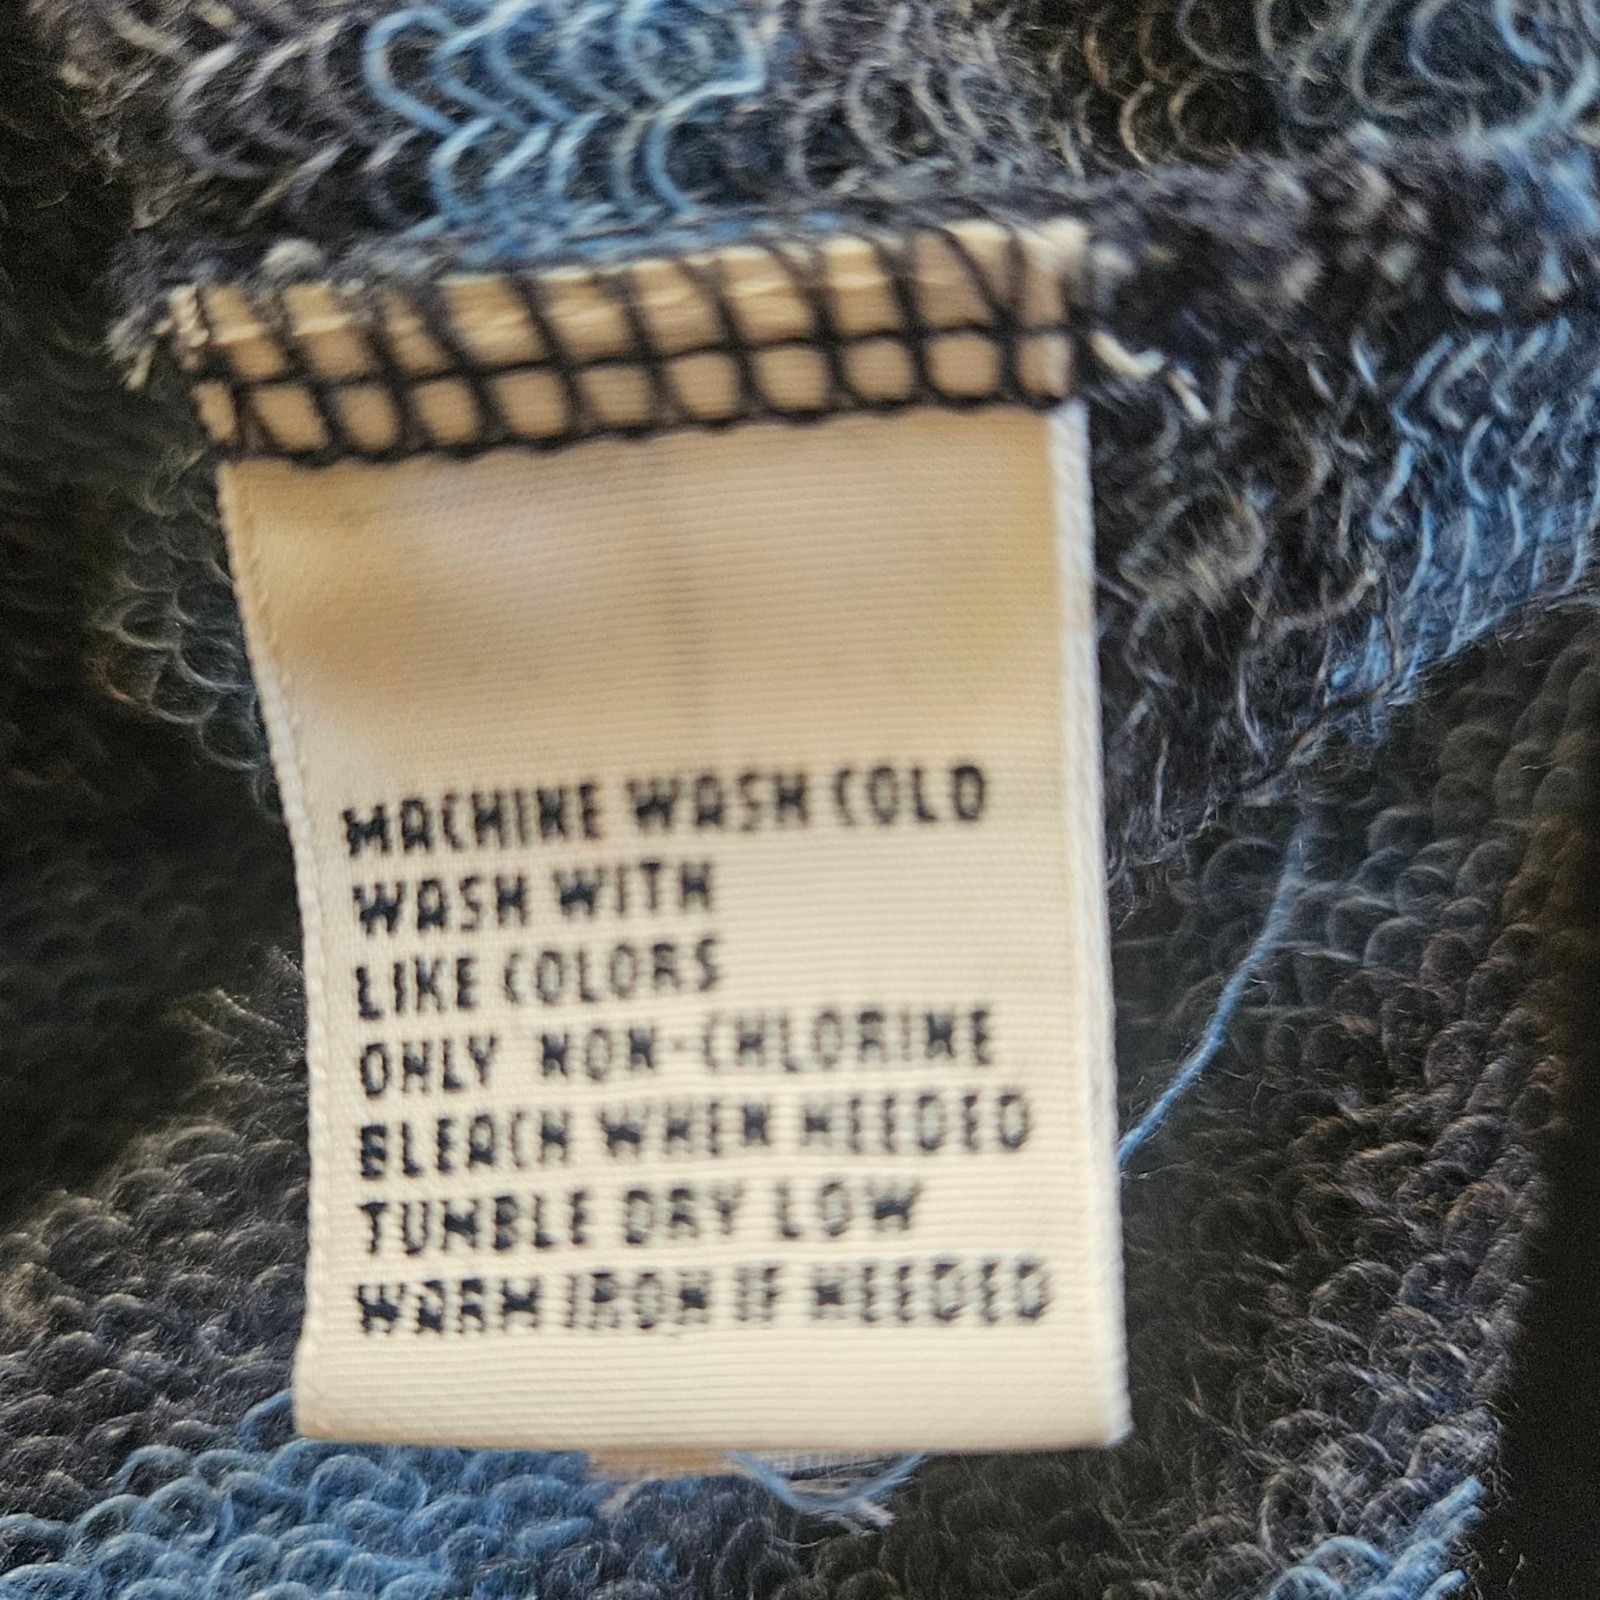 MACHINE WASH COLD
WASH WITH
LIKE COLORS
ONLY NON-CHLORINE
BLEACH WHEN NEEDED
TUMBLE DRY LOW
WARM IRON IF NEEDED